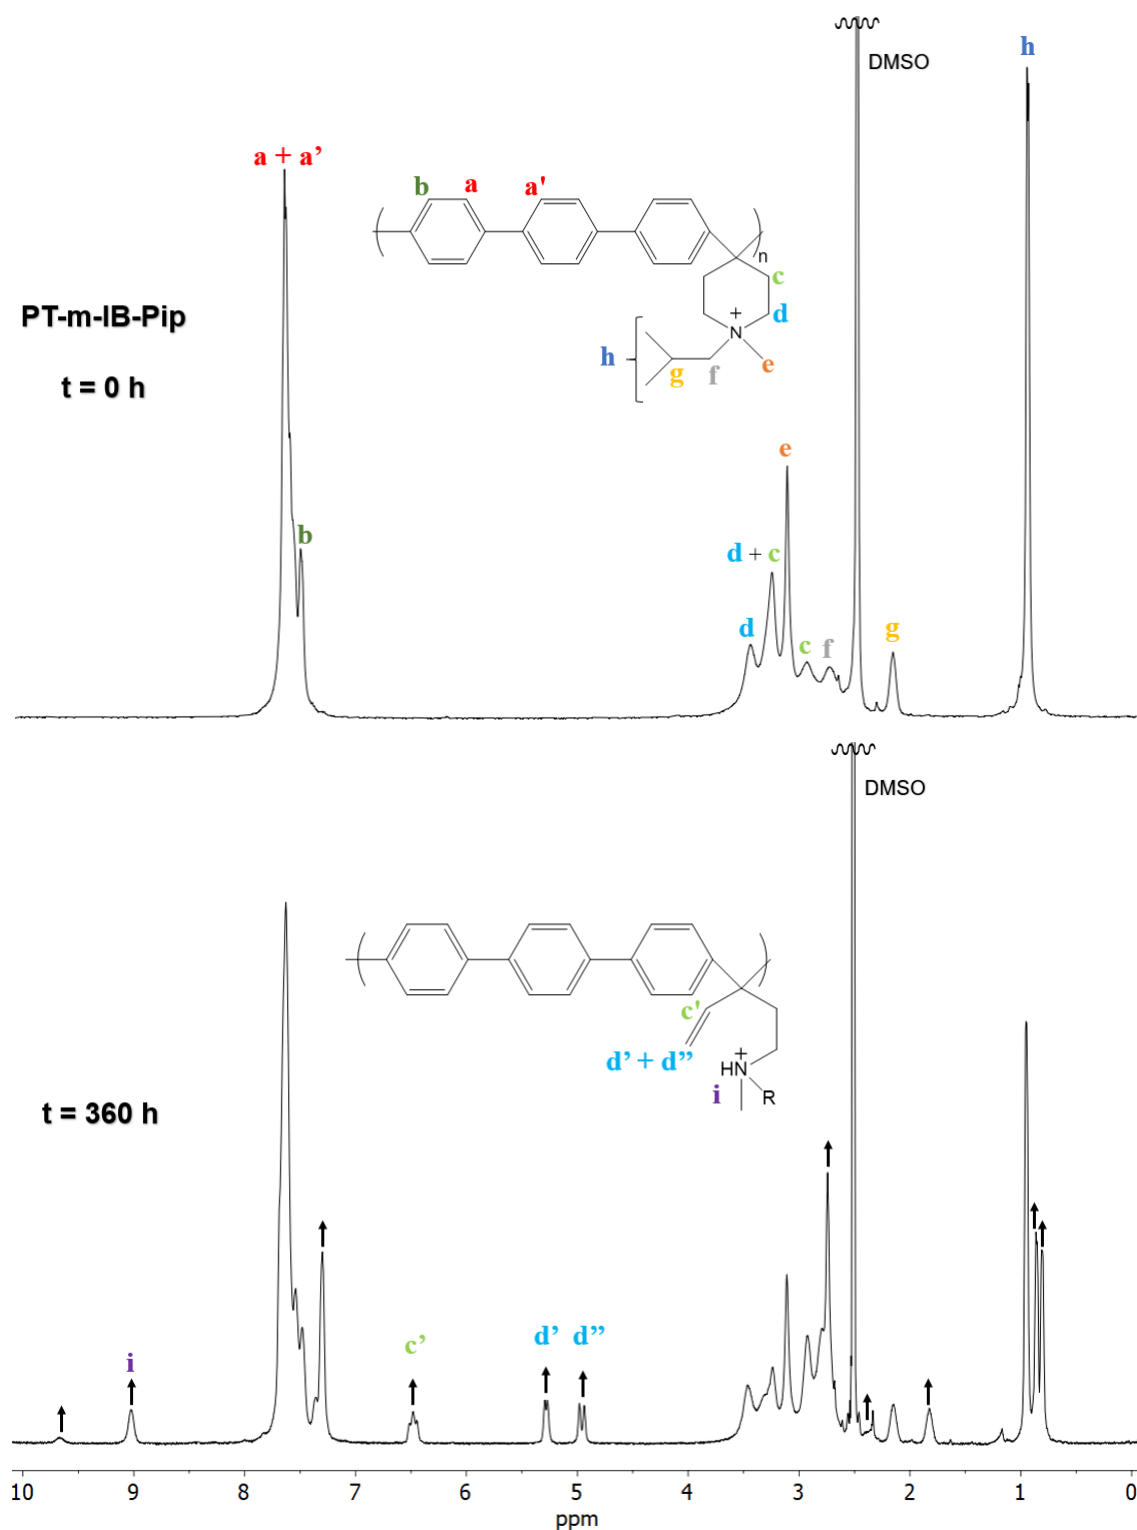 h
DMSO
a + a’
b
a
a'
n
c
PT-m-IB-Pip
+
d
N
h
g
f
e
t = 0 h
e
b
d + c
d
c
f
g
DMSO
c'
d’ + d’’
+
HN
i
R
t = 360 h
d’
d’’
c’
i
10 9 8 7 6 5 4 3 2 1 0
ppm